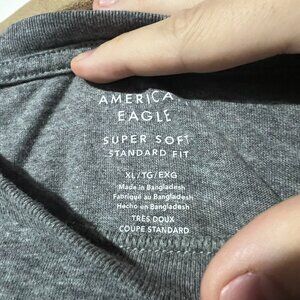 AMERICA
EAGLE
SUPER SOFT
STANDARD FIT
XL/TG/EXG
Made in Bangladesh
Fabriqué au Bangladesh
Hecho en Bangladesh
TRÈS DOUX
COUPE STANDARD